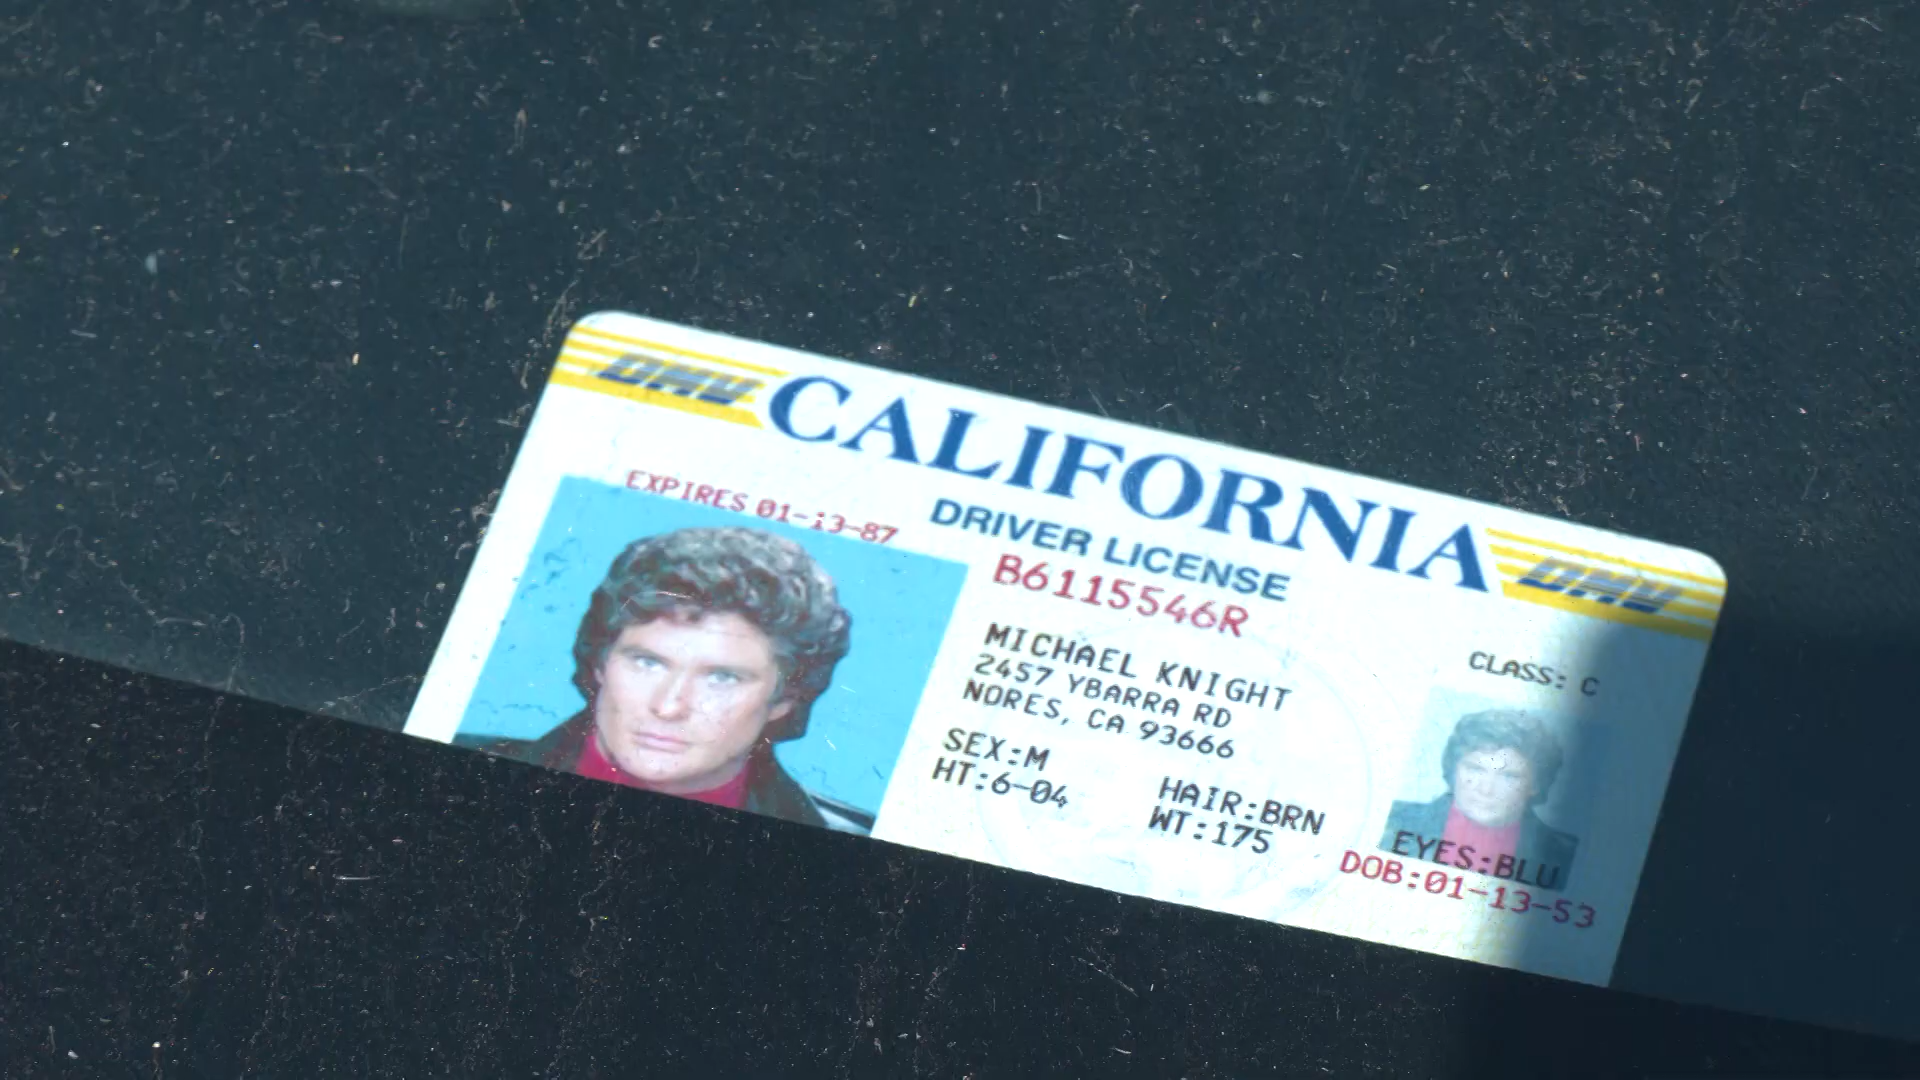 DMV CALIFORNIA DMV
EXPIRES 01-13-87
DRIVER LICENSE
B6115546R
MICHAEL KNIGHT
2457 YBARRA RD
NORES, CA 93666
CLASS: C
SEX:M
HT:6-04
HAIR:BRN
WT:175
EYES:BLU
DOB:01-13-53